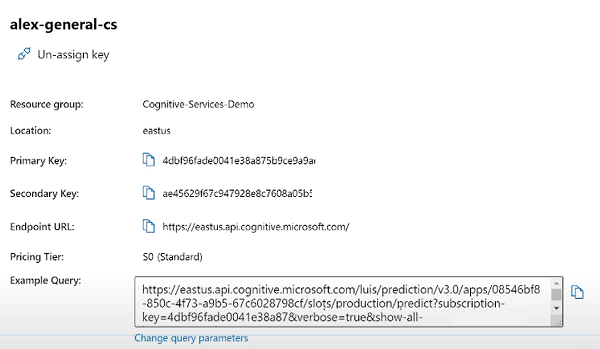 alex-general-cs
Un-assign key
Resource group: Cognitive-Services-Demo
Location: eastus
Primary Key: 4dbf96fade0041e38a875b9ce9a9a
Secondary Key: ae45629f67c947928e8c7608a05b5
Endpoint URL: https://eastus.api.cognitive.microsoft.com/
Pricing Tier: S0 (Standard)
Example Query: https://eastus.api.cognitive.microsoft.com/luis/prediction/v3.0/apps/08546bf8
-850c-4f73-a9b5-67c6028798cf/slots/production/predict?subscription-
key=4dbf96fade0041e38a87&verbose=true&show-all-
Change query parameters